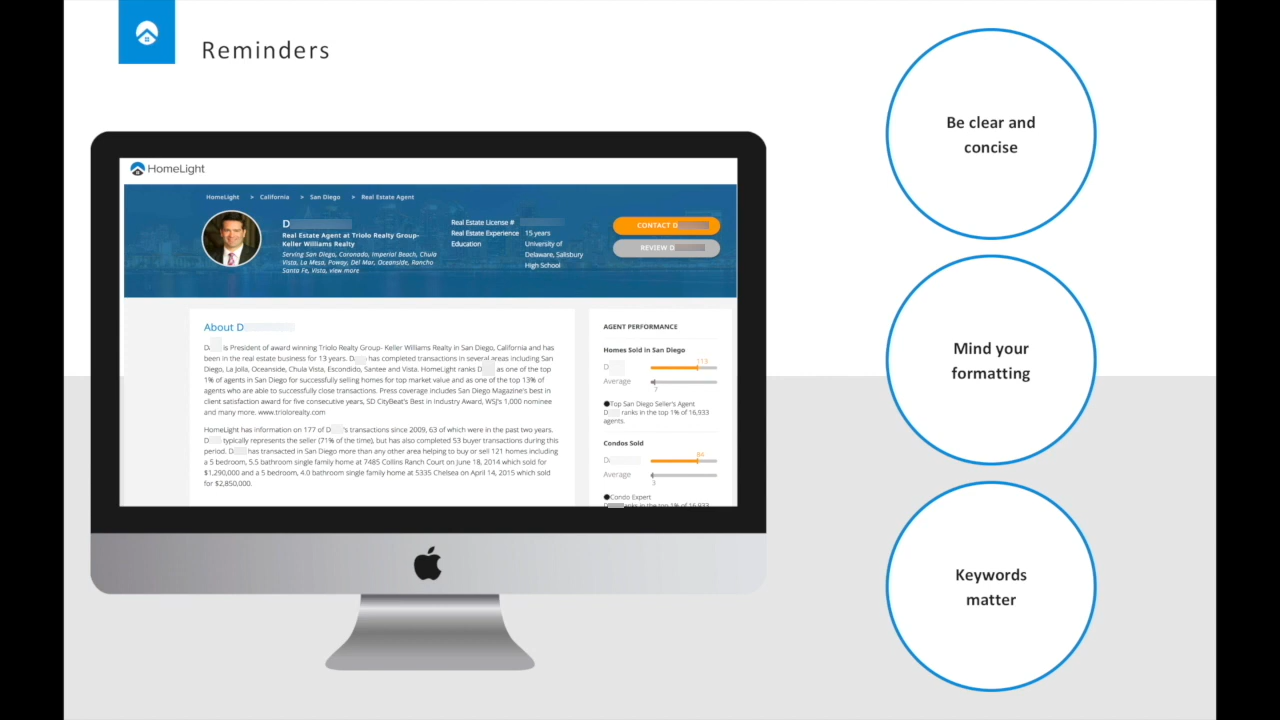 Reminders
HomeLight
HomeLight > California > San Diego > Real Estate Agent
D
Real Estate Agent at Triolo Realty Group-
Keller Williams Realty
Serving San Diego, Coronado, Imperial Beach, Chula
Vista, La Mesa, Poway, Del Mar, Oceanside, Rancho
Santa Fe, Vista, view more
Real Estate License #
Real Estate Experience 15 years
Education University of
Delaware, Salisbury
High School
CONTACT D
REVIEW D
About D
D is President of award winning Triolo Realty Group- Keller Williams Realty in San Diego, California and has
been in the real estate business for 13 years. D has completed transactions in several areas including San
Diego, La Jolla, Oceanside, Chula Vista, Escondido, Santee and Vista. HomeLight ranks D as one of the top
1% of agents in San Diego for successfully selling homes for top market value and as one of the top 13% of
agents who are able to successfully close transactions. Press coverage includes San Diego Magazine's best in
client satisfaction award for five consecutive years, SD CityBeat's Best in Industry Award, WSJ's 1,000 nominee
and many more. www.triolorealty.com
HomeLight has information on 177 of D 's transactions since 2009, 63 of which were in the past two years.
D typically represents the seller (71% of the time), but has also completed 53 buyer transactions during this
period. D has transacted in San Diego more than any other area helping to buy or sell 121 homes including
a 5 bedroom, 5.5 bathroom single family home at 7485 Collins Ranch Court on June 18, 2014 which sold for
$1,290,000 and a 5 bedroom, 4.0 bathroom single family home at 5335 Chelsea on April 14, 2015 which sold
for $2,850,000.
AGENT PERFORMANCE
Homes Sold in San Diego
113
D
Average
7
Top San Diego Seller's Agent
D ranks in the top 1% of 16,933
agents.
Condos Sold
84
D
Average
3
Condo Expert
D ranks in the top 1% of 16,933
Be clear and
concise
Mind your
formatting
Keywords
matter